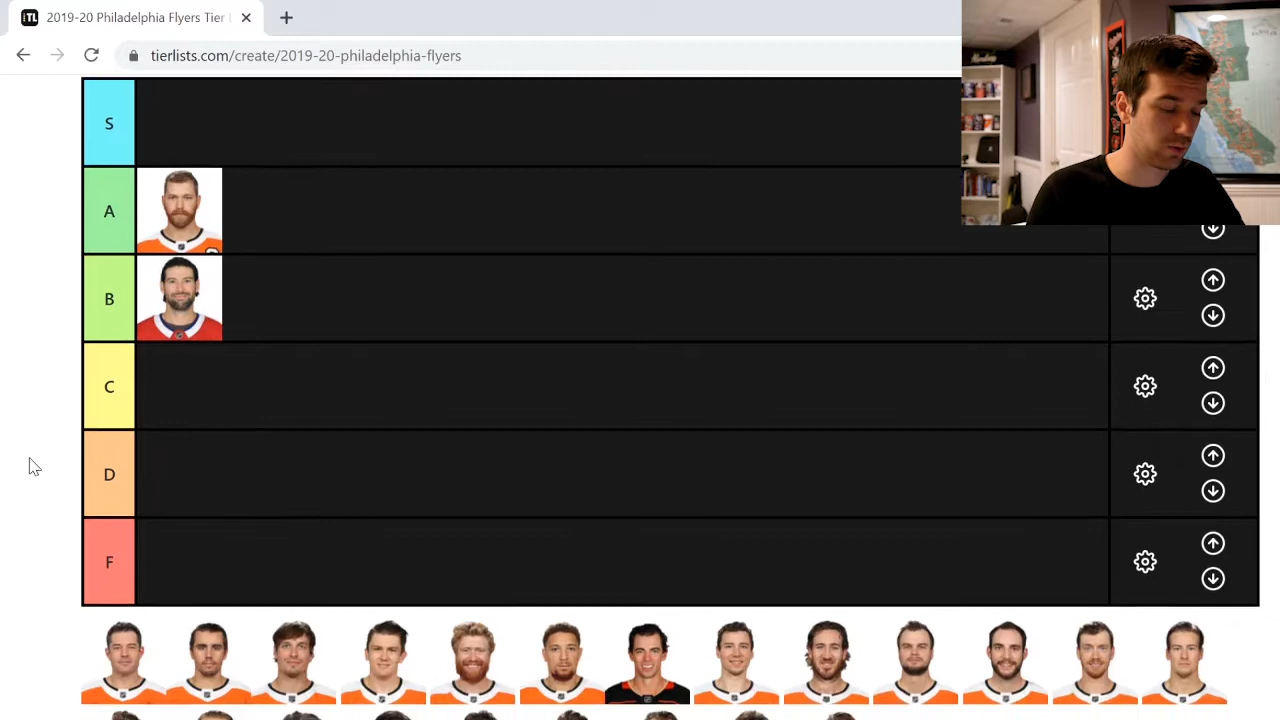 2019-20 Philadelphia Flyers Tier
tierlists.com/create/2019-20-philadelphia-flyers
S
A
B
C
D
F